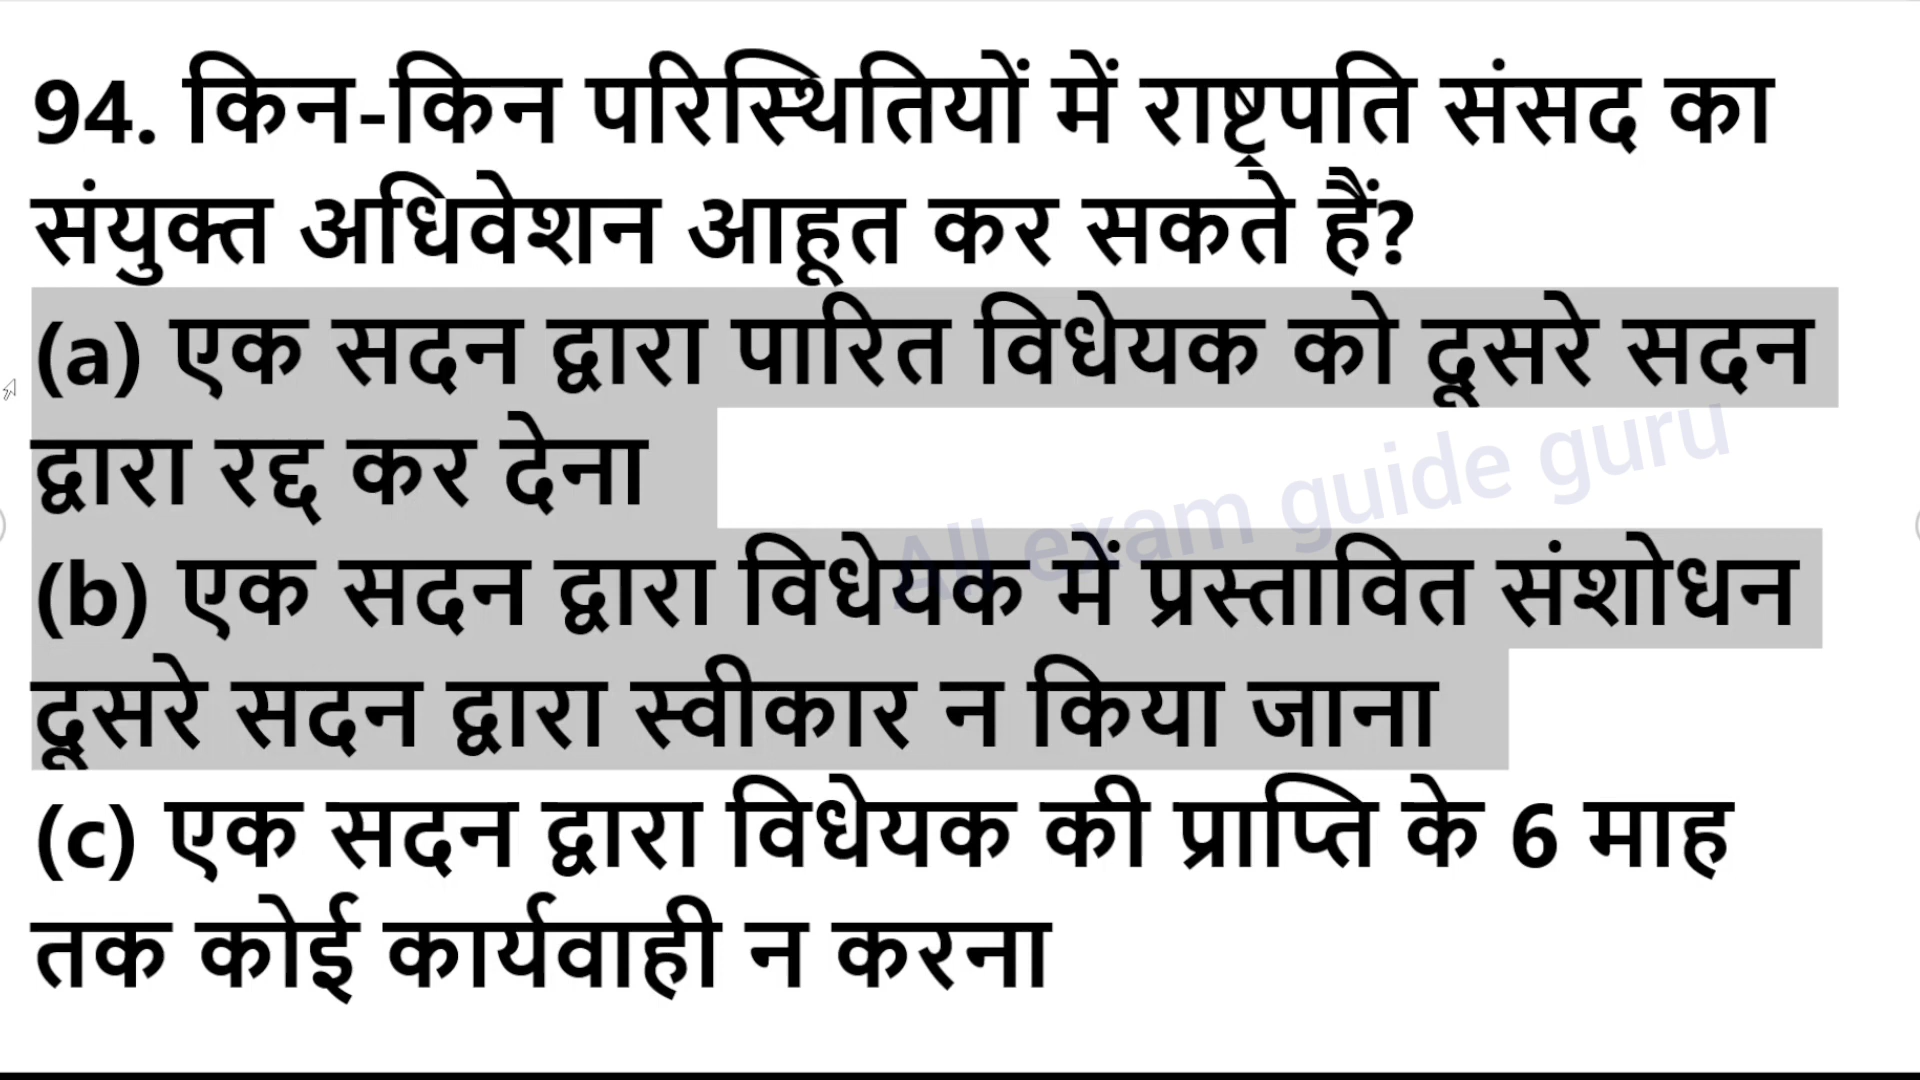 94. किन-किन परिस्थितियों में राष्ट्रपति संसद का
संयुक्त अधिवेशन आहूत कर सकते हैं?
(a) एक सदन द्वारा पारित विधेयक को दूसरे सदन
द्वारा रद्द कर देना
All exam guide guru
(b) एक सदन द्वारा विधेयक में प्रस्तावित संशोधन
दूसरे सदन द्वारा स्वीकार न किया जाना
(c) एक सदन द्वारा विधेयक की प्राप्ति के 6 माह
तक कोई कार्यवाही न करना